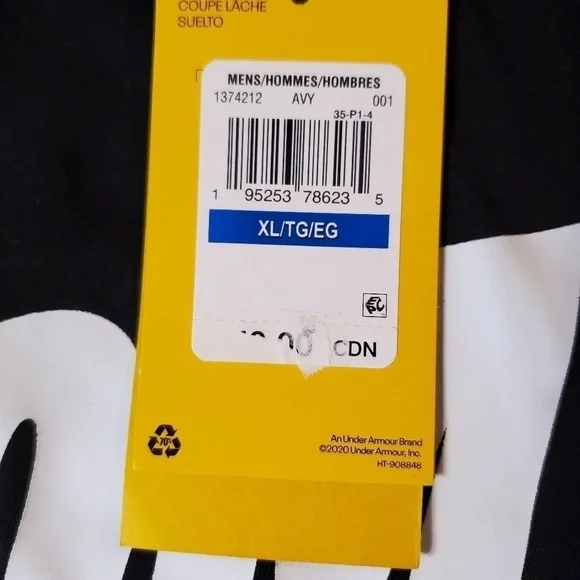 COUPE LÂCHE
SUELTO
MENS/HOMMES/HOMBRES
1374212 AVY 001
35-P1-4
1 95253 78623 5
XL/TG/EG
CDN
70%
An Under Armour Brand
©2020 Under Armour, Inc.
HT-908848